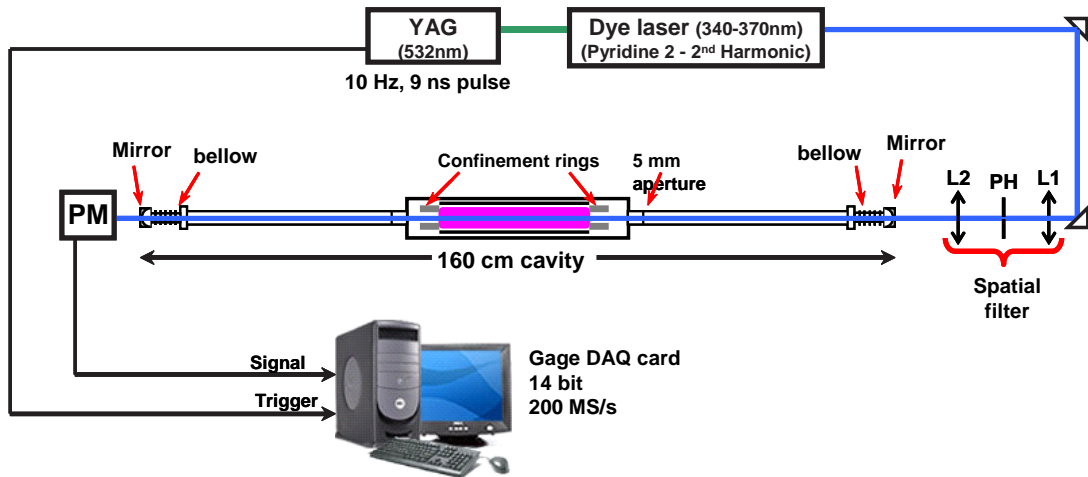 YAG
(532nm)
Dye laser (340-370nm)
(Pyridine 2 - 2nd Harmonic)
10 Hz, 9 ns pulse
Mirror
bellow
Confinement rings
5 mm
aperture
bellow
Mirror
L2
PH
L1
PM
160 cm cavity
Spatial
filter
Signal
Trigger
Gage DAQ card
14 bit
200 MS/s